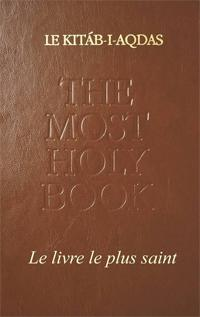 LE KITÁB-I-AQDAS
THE
MOST
HOLY
BOOK
Le livre le plus saint